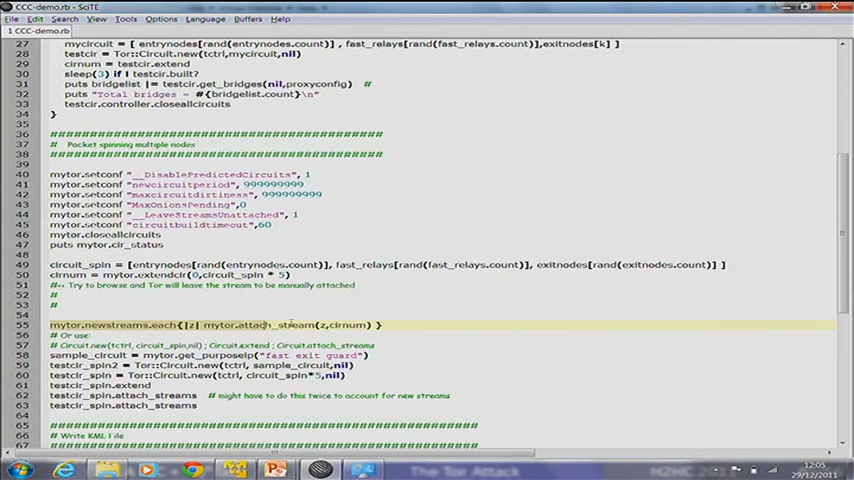 CCC-demo.rb - SciTE
File Edit Search View Tools Options Language Buffers Help
1 CCC-demo.rb
27 mycircuit = [ entrynodes[rand(entrynodes.count)] , fast_relays[rand(fast_relays.count)],exitnodes[k] ]
28 testcir = Tor::Circuit.new(tctrl,mycircuit,nil)
29 cirnum = testcir.extend
30 sleep(3) if ! testcir.built?
31 puts bridgelist |= testcir.get_bridges(nil,proxyconfig) #
32 puts "Total bridges = #{bridgelist.count}\n"
33 testcir.controller.closeallcircuits
34 }
35
36 ####################################################
37 # Packet spinning multiple nodes
38 ####################################################
39
40 mytor.setconf "__DisablePredictedCircuits", 1
41 mytor.setconf "newcircuitperiod", 999999999
42 mytor.setconf "maxcircuitdirtiness", 999999999
43 mytor.setconf "MaxOnionsPending",0
44 mytor.setconf "__LeaveStreamsUnattached", 1
45 mytor.setconf "circuitbuildtimeout",60
46 mytor.closeallcircuits
47 puts mytor.cir_status
48
49 circuit_spin = [entrynodes[rand(entrynodes.count)], fast_relays[rand(fast_relays.count)], exitnodes[rand(exitnodes.count)] ]
50 cirnum = mytor.extendcir(0,circuit_spin * 5)
51 #<< Try to browse and Tor will leave the stream to be manually attached
52 #
53 #
54
55 mytor.newstreams.each{|z| mytor.attach_stream(z,cirnum) }
56 # Or use:
57 # Circuit.new(tctrl, circuit_spin,nil) ; Circuit.extend ; Circuit.attach_streams
58 sample_circuit = mytor.get_purposeip("fast exit guard")
59 testcir_spin2 = Tor::Circuit.new(tctrl, sample_circuit,nil)
60 testcir_spin = Tor::Circuit.new(tctrl, circuit_spin*5,nil)
61 testcir_spin.extend
62 testcir_spin.attach_streams # might have to do this twice to account for new streams
63 testcir_spin.attach_streams
64
65 ####################################################
66 # Write KML File
67 ####################################################
The Tor Attack
H2HC 2011
12:05
29/12/2011